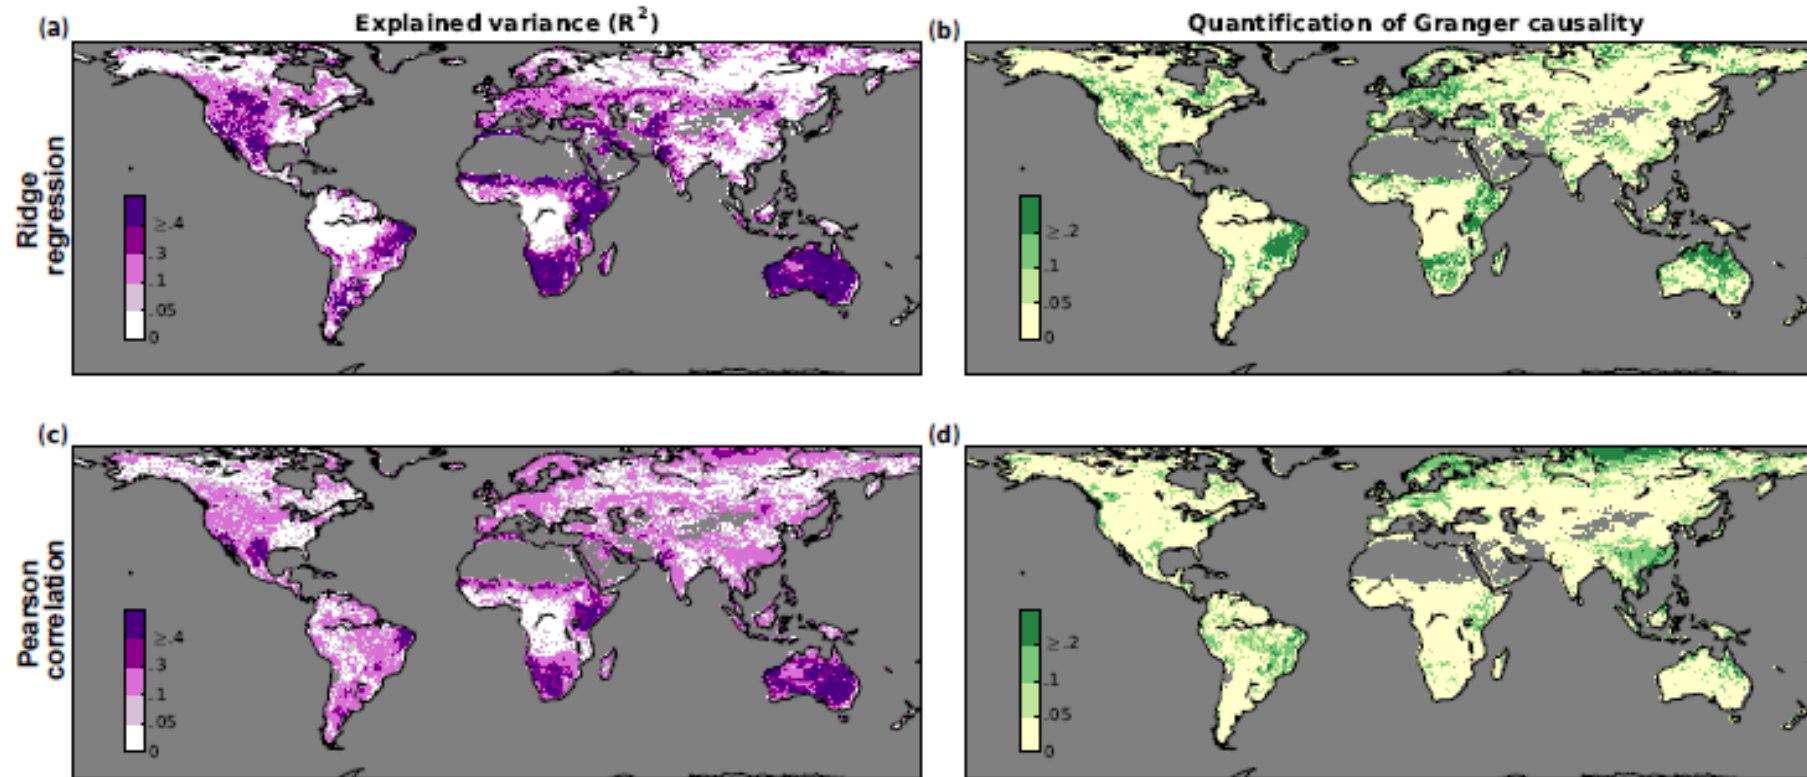 (a) Explained variance (R²)
(b) Quantification of Granger causality
Ridge
regression
≥.4
.3
.1
.05
0
≥.2
.1
.05
0
(c)
(d)
Pearson
correlation
≥.4
.3
.1
.05
0
≥.2
.1
.05
0